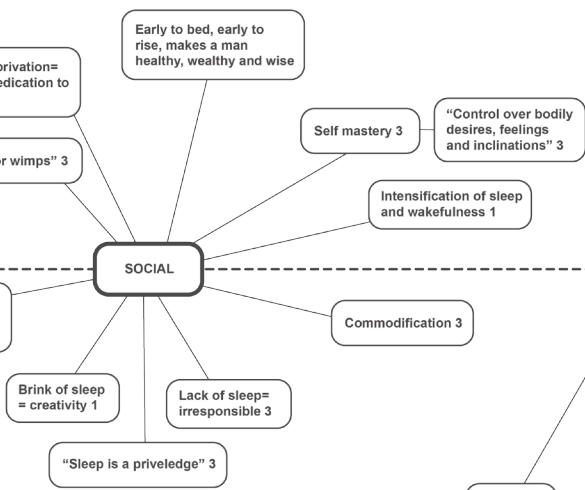 Early to bed, early to
rise, makes a man
healthy, wealthy and wise
privation=
edication to
Self mastery 3
“Control over bodily
desires, feelings
and inclinations” 3
or wimps” 3
Intensification of sleep
and wakefulness 1
SOCIAL
Commodification 3
Brink of sleep
= creativity 1
Lack of sleep=
irresponsible 3
“Sleep is a priveledge” 3